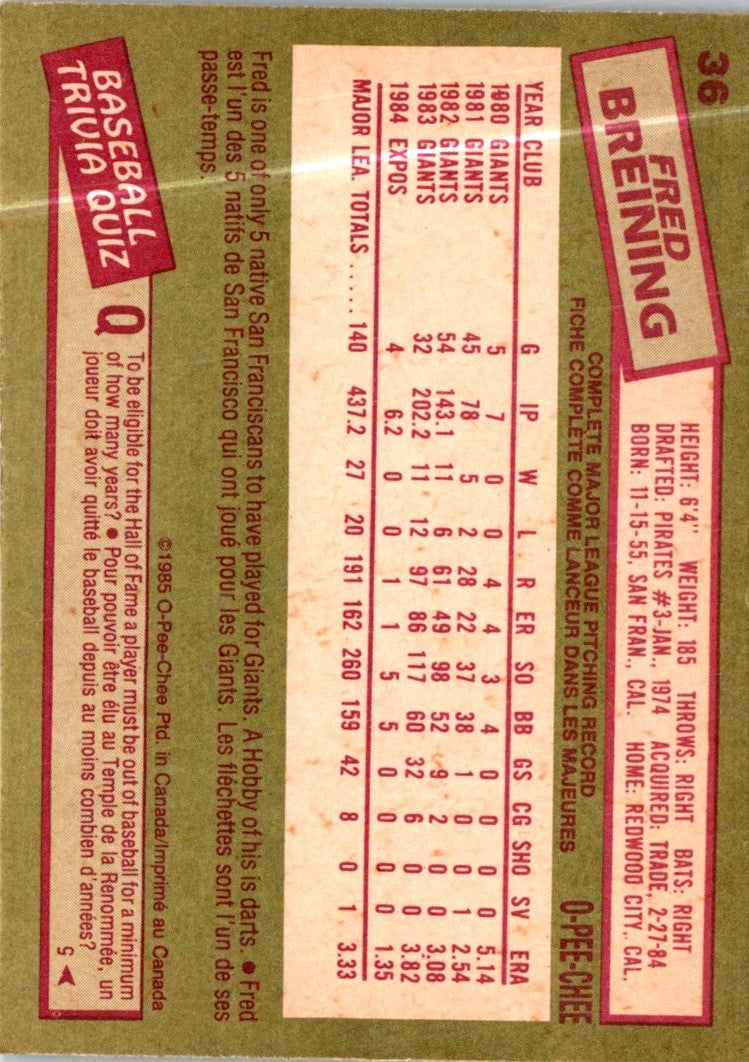 36
FRED
BREINING
HEIGHT: 6'4" WEIGHT: 185 THROWS: RIGHT BATS: RIGHT
DRAFTED: PIRATES #3-JAN., 1974 ACQUIRED: TRADE, 2-27-84
BORN: 11-15-55, SAN FRAN., CAL. HOME: REDWOOD CITY, CAL.
COMPLETE MAJOR LEAGUE PITCHING RECORD
FICHE COMPLÈTE COMME LANCEUR DANS LES MAJEURES
O-PEE-CHEE
YEAR CLUB G IP W L R ER SO BB GS CG SHO SV ERA
1980 GIANTS 5 7 0 0 4 4 3 4 0 0 0 0 5.14
1981 GIANTS 45 78 5 2 28 22 37 38 1 0 0 1 2.54
1982 GIANTS 54 143.1 11 6 61 49 98 52 9 2 0 0 3.08
1983 GIANTS 32 202.2 11 12 97 86 117 60 32 6 0 0 3.82
1984 EXPOS 4 6.2 0 0 1 1 5 5 0 0 0 0 1.35
MAJOR LEA. TOTALS ..... 140 437.2 27 20 191 162 260 159 42 8 0 1 3.33
Fred is one of only 5 native San Franciscans to have played for Giants. A Hobby of his is darts. ● Fred
est l'un des 5 natifs de San Francisco qui ont joué pour les Giants. Les fléchettes sont l'un de ses
passe-temps.
©1985 O-Pee-Chee Ptd. in Canada/Imprimé au Canada
BASEBALL
TRIVIA QUIZ
Q To be eligible for the Hall of Fame a player must be out of baseball for a minimum
of how many years? ● Pour pouvoir être élu au Temple de la Renommée, un
joueur doit avoir quitté le baseball depuis au moins combien d'années?
5